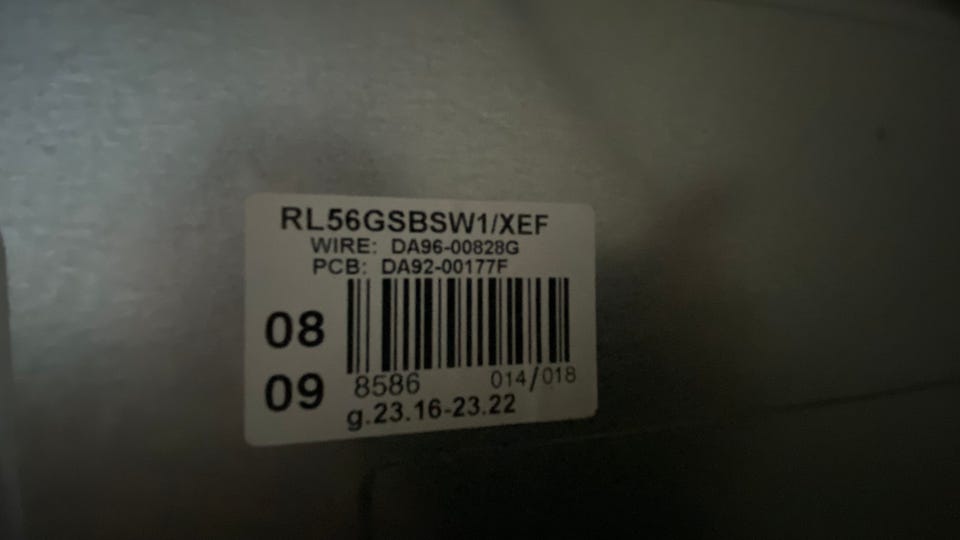 RL56GSBSW1/XEF
WIRE: DA96-00828G
PCB: DA92-00177F
08
09
8586 014/018
g.23.16-23.22